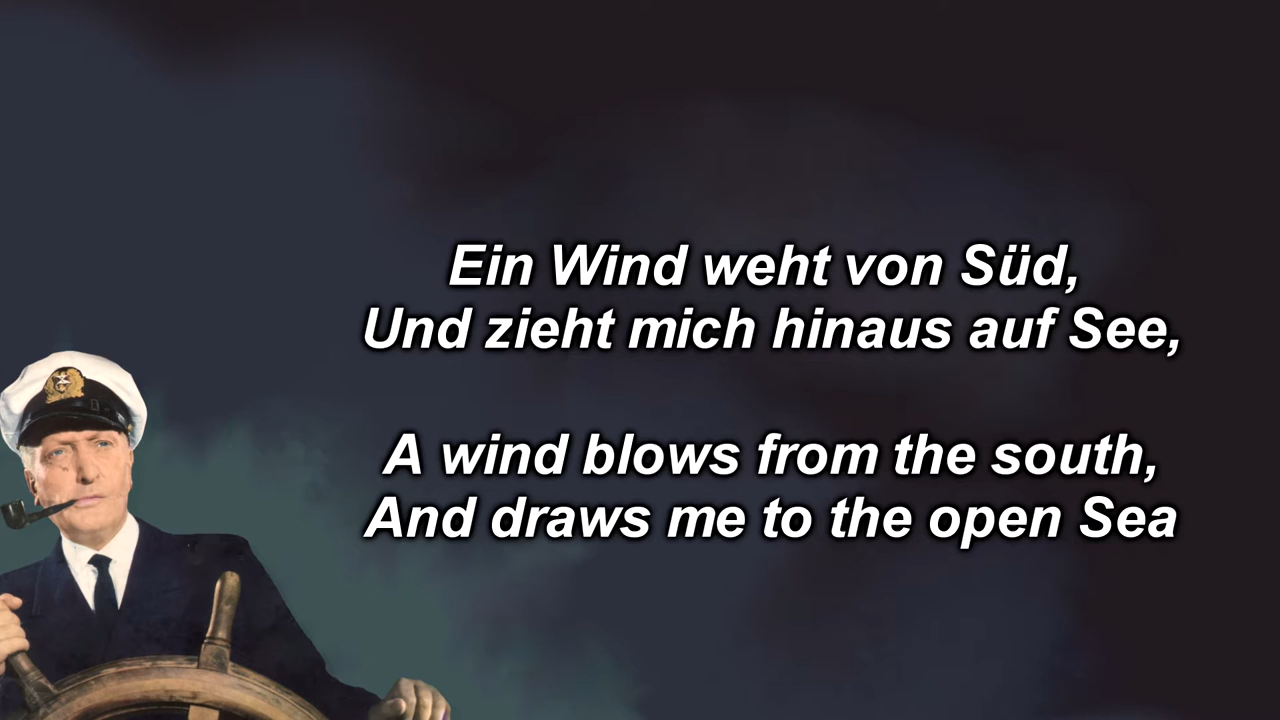 Ein Wind weht von Süd,
Und zieht mich hinaus auf See,
A wind blows from the south,
And draws me to the open Sea